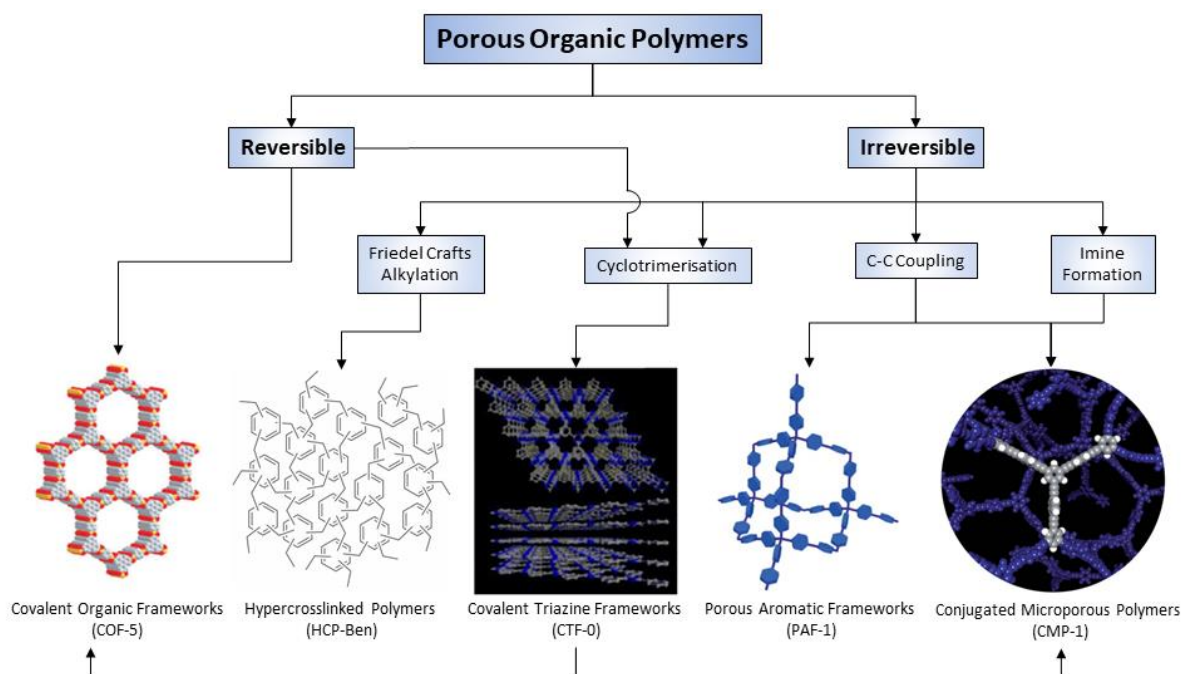 Porous Organic Polymers
Reversible
Irreversible
Friedel Crafts
Alkylation
Cyclotrimerisation
C-C Coupling
Imine
Formation
Covalent Organic Frameworks
(COF-5)
Hypercrosslinked Polymers
(HCP-Ben)
Covalent Triazine Frameworks
(CTF-0)
Porous Aromatic Frameworks
(PAF-1)
Conjugated Microporous Polymers
(CMP-1)